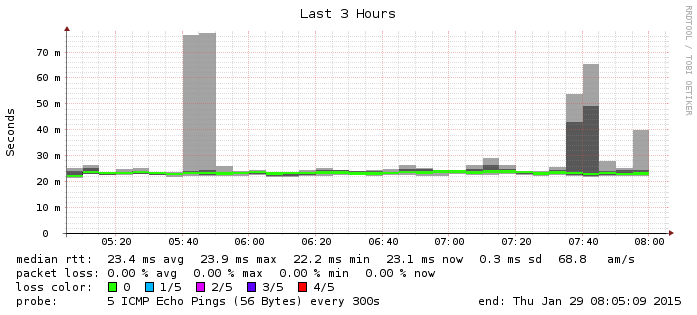 Last 3 Hours
RRDTOOL / TOBI OETIKER
Seconds
70 m
60 m
50 m
40 m
30 m
20 m
10 m
0
05:20 05:40 06:00 06:20 06:40 07:00 07:20 07:40 08:00
median rtt: 23.4 ms avg 23.9 ms max 22.2 ms min 23.1 ms now 0.3 ms sd 68.8 am/s
packet loss: 0.00 % avg 0.00 % max 0.00 % min 0.00 % now
loss color: 0 1/5 2/5 3/5 4/5
probe: 5 ICMP Echo Pings (56 Bytes) every 300s end: Thu Jan 29 08:05:09 2015